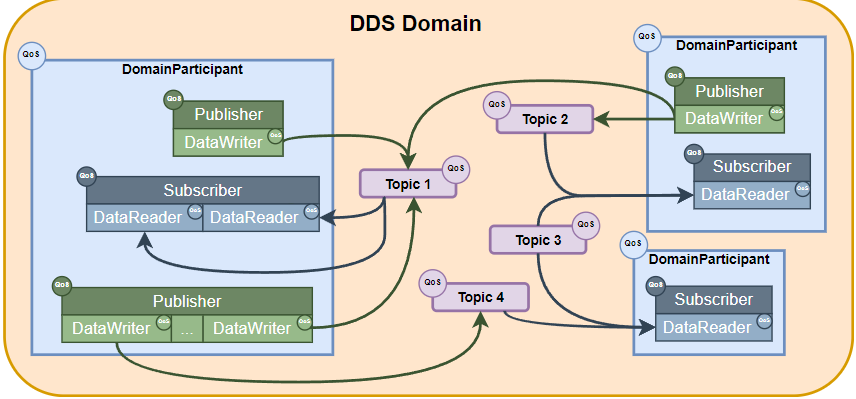 DDS Domain
QoS
DomainParticipant
QoS
Publisher
DataWriter QoS
QoS
Subscriber
DataReader QoS DataReader QoS
QoS
Publisher
DataWriter QoS ... DataWriter QoS
Topic 1 QoS
QoS
Topic 2
Topic 3 QoS
QoS
Topic 4
QoS
DomainParticipant
QoS
Publisher
DataWriter QoS
QoS
Subscriber
DataReader QoS
QoS
DomainParticipant
QoS
Subscriber
DataReader QoS